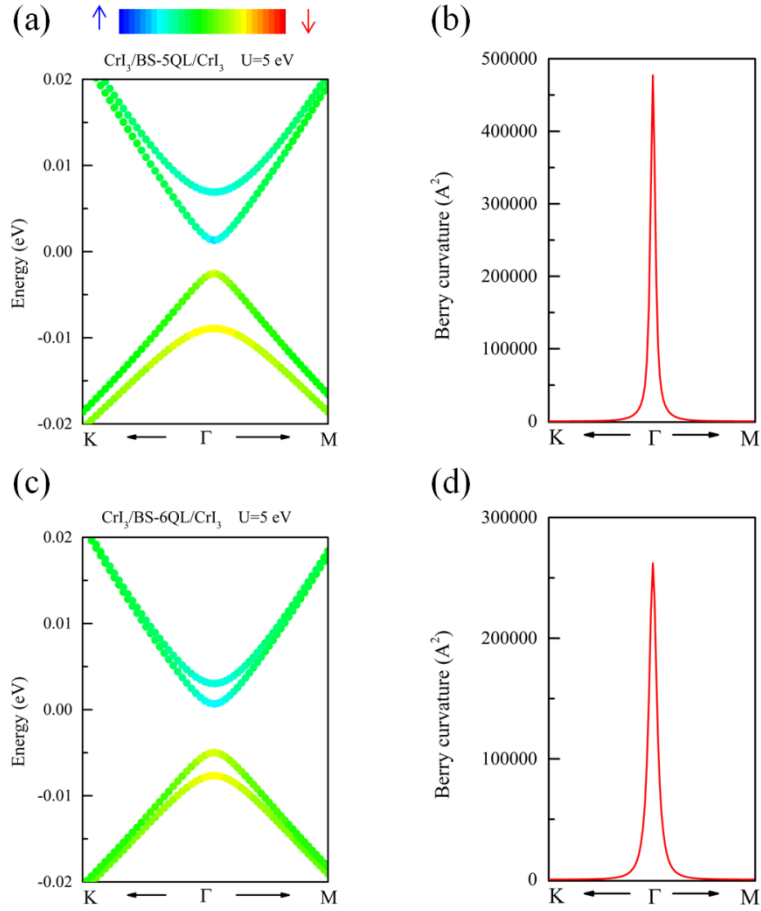 (a)
↑ ↓
CrI₃/BS-5QL/CrI₃ U=5 eV
0.02
0.01
0.00
-0.01
-0.02
Energy (eV)
K ← Γ → M
(b)
500000
400000
300000
200000
100000
0
Berry curvature (A²)
K ← Γ → M
(c)
CrI₃/BS-6QL/CrI₃ U=5 eV
0.02
0.01
0.00
-0.01
-0.02
Energy (eV)
K ← Γ → M
(d)
300000
200000
100000
0
Berry curvature (A²)
K ← Γ → M